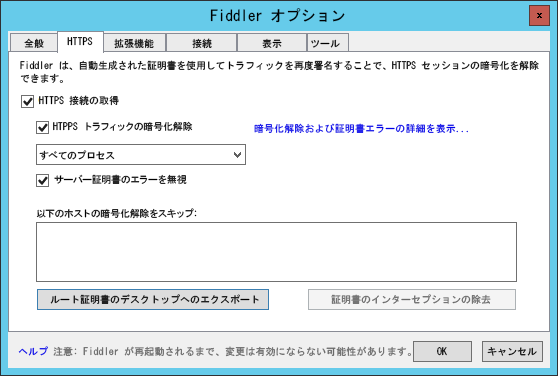 Fiddler オプション
x
全般 HTTPS 拡張機能 接続 表示 ツール
Fiddler は、自動生成された証明書を使用してトラフィックを再度署名することで、HTTPS セッションの暗号化を解除
できます。
HTTPS 接続の取得
HTPPS トラフィックの暗号化解除 暗号化解除および証明書エラーの詳細を表示...
すべてのプロセス
サーバー証明書のエラーを無視
以下のホストの暗号化解除をスキップ:
ルート証明書のデスクトップへのエクスポート 証明書のインターセプションの除去
ヘルプ 注意: Fiddler が再起動されるまで、変更は有効にならない可能性があります。 OK キャンセル